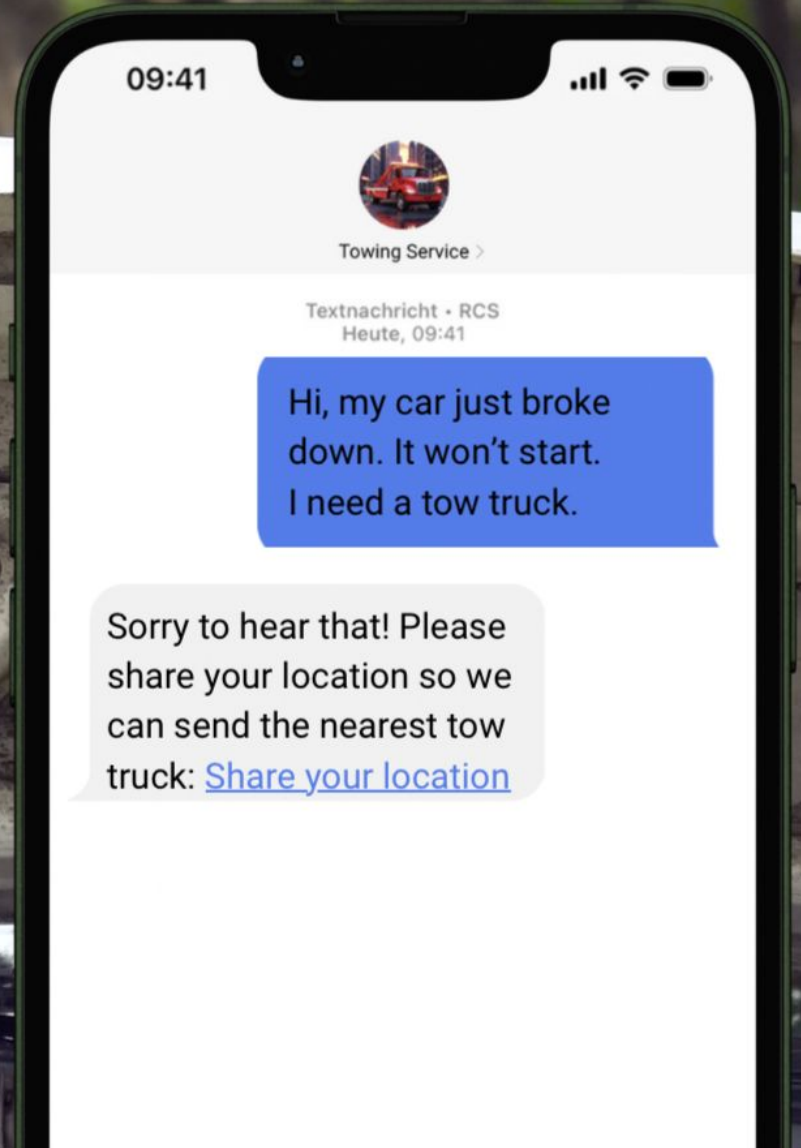 09:41
Towing Service
Textnachricht • RCS
Heute, 09:41
Hi, my car just broke
down. It won’t start.
I need a tow truck.
Sorry to hear that! Please
share your location so we
can send the nearest tow
truck: Share your location